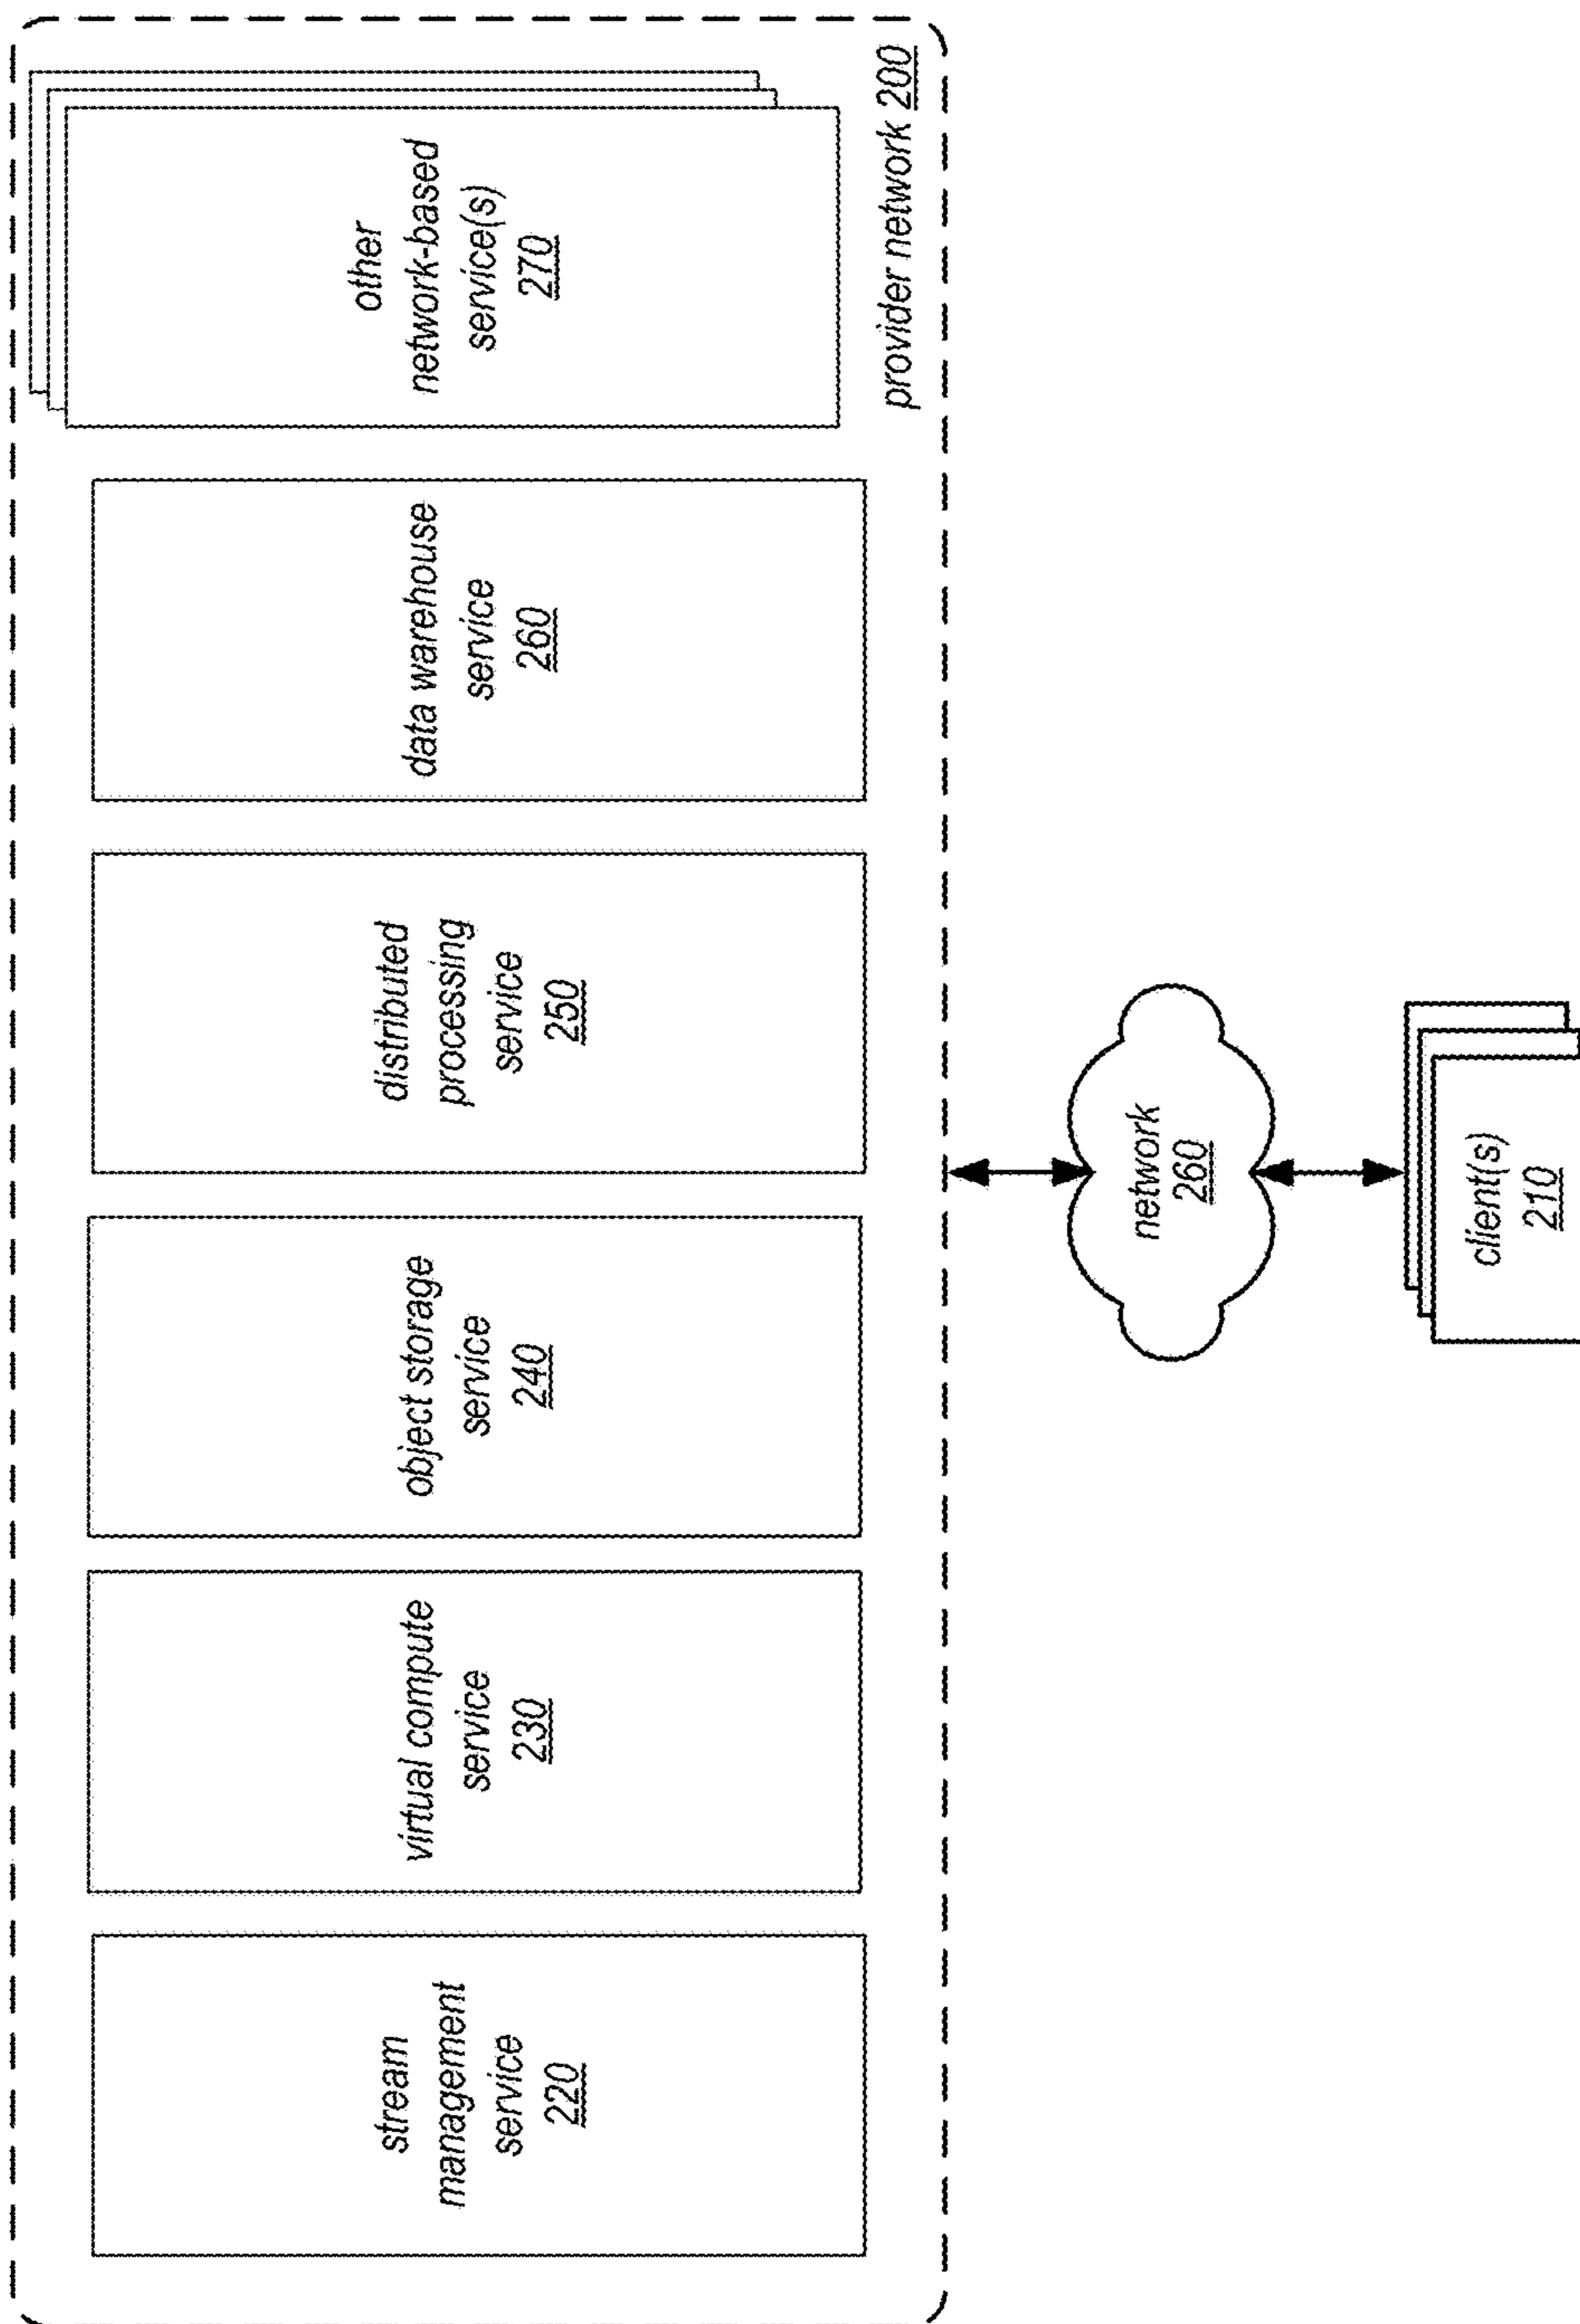 stream
management
service
220
virtual compute
service
230
object storage
service
240
distributed
processing
service
250
data warehouse
service
260
other
network-based
service(s)
270
provider network 200
network
260
client(s)
210